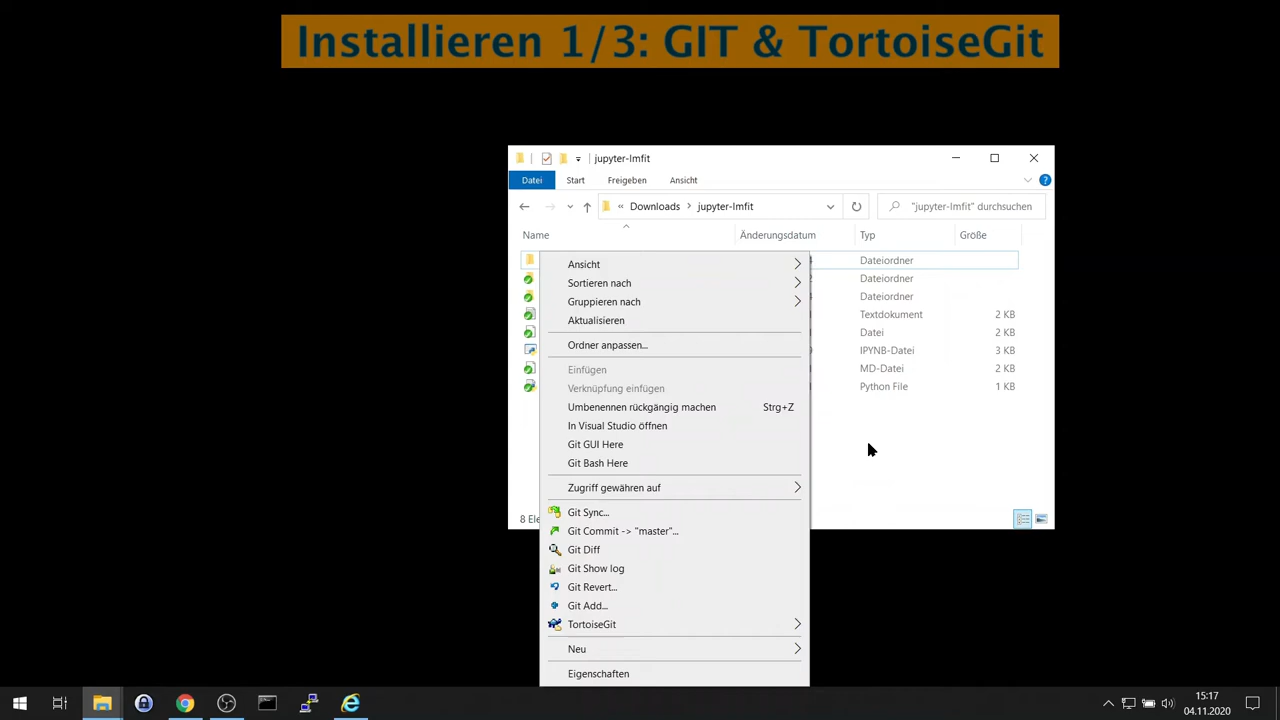 Installieren 1/3: GIT & TortoiseGit
jupyter-lmfit
Datei Start Freigeben Ansicht
« Downloads > jupyter-lmfit
"jupyter-lmfit" durchsuchen
Name Änderungsdatum Typ Größe
Dateiordner
Dateiordner
Dateiordner
Textdokument 2 KB
Datei 2 KB
IPYNB-Datei 3 KB
MD-Datei 2 KB
Python File 1 KB
Ansicht
Sortieren nach
Gruppieren nach
Aktualisieren
Ordner anpassen...
Einfügen
Verknüpfung einfügen
Umbenennen rückgängig machen Strg+Z
In Visual Studio öffnen
Git GUI Here
Git Bash Here
Zugriff gewähren auf
Git Sync...
Git Commit -> "master"...
Git Diff
Git Show log
Git Revert...
Git Add...
TortoiseGit
Neu
Eigenschaften
8 Ele
15:17
04.11.2020